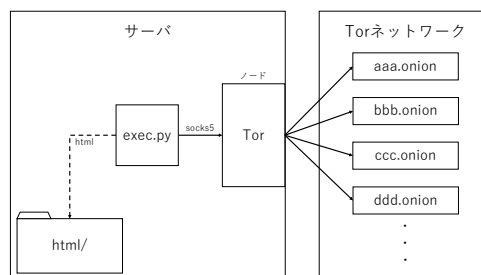 サーバ
Torネットワーク
ノード
aaa.onion
bbb.onion
exec.py
socks5
Tor
html
ccc.onion
ddd.onion
html/
・
・
・